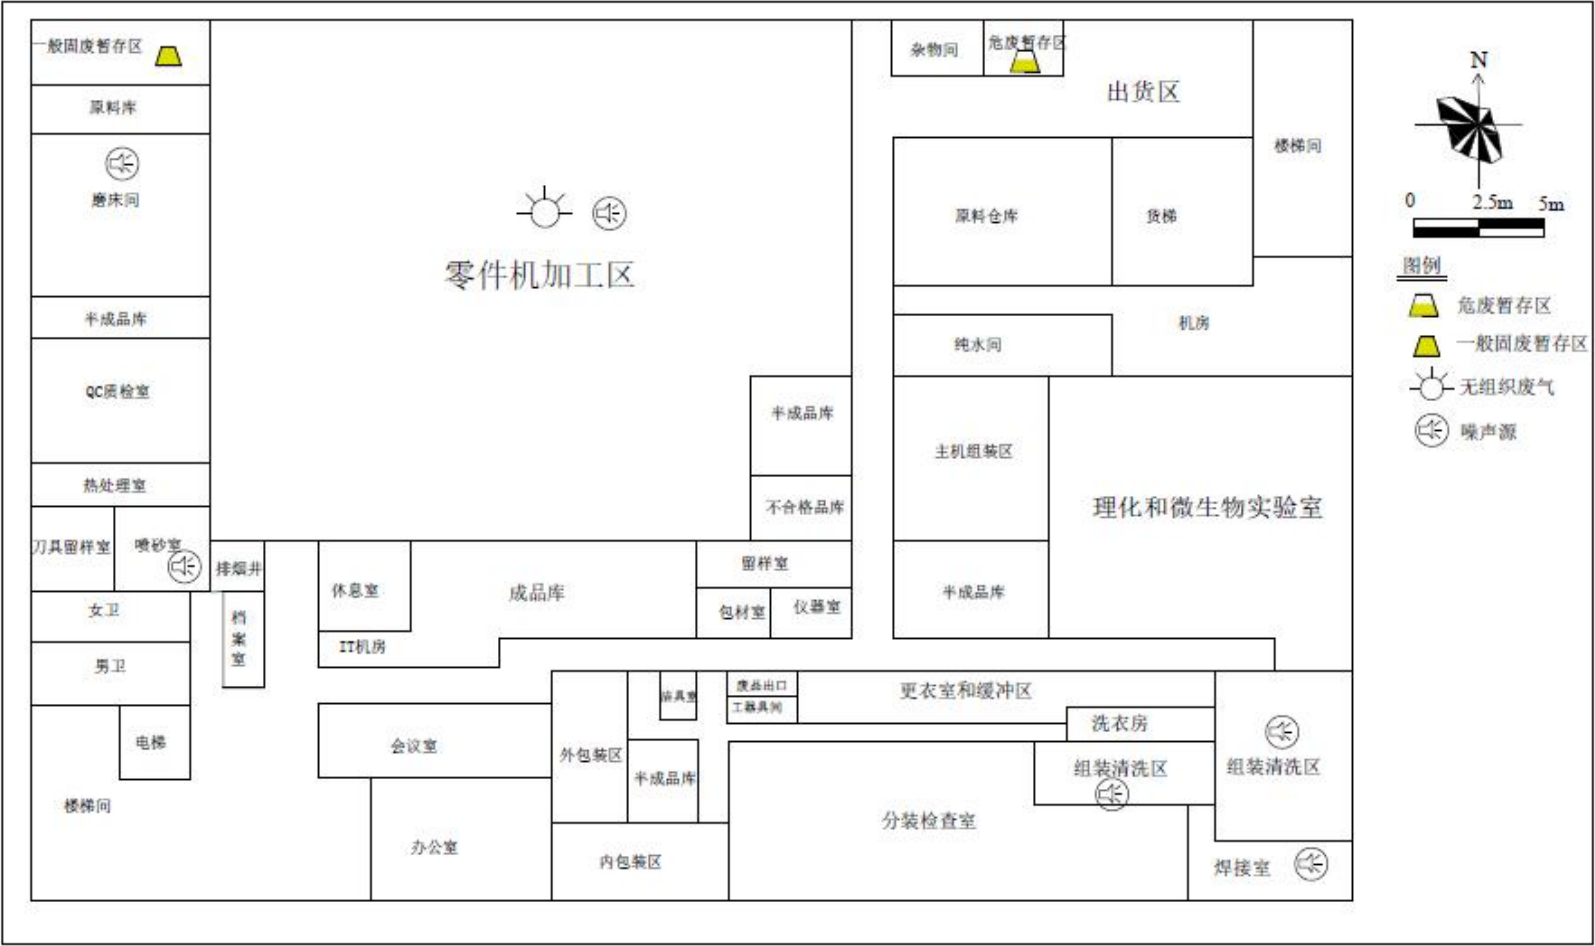 一般固废暂存区
杂物间
危废暂存区
出货区
N
原料库
楼梯间
磨床间
原料仓库
货梯
0
2.5m
5m
零件机加工区
图例
危废暂存区
一般固废暂存区
无组织废气
噪声源
半成品库
机房
纯水间
QC质检室
半成品库
主机组装区
热处理室
不合格品库
理化和微生物实验室
刀具留样室
喷砂室
排烟井
休息室
成品库
留样室
包材室
仪器室
半成品库
女卫
档
案
室
IT机房
男卫
洁具室
废品出口
工器具间
更衣室和缓冲区
洗衣房
电梯
会议室
外包装区
半成品库
组装清洗区
组装清洗区
楼梯间
分装检查室
办公室
内包装区
焊接室